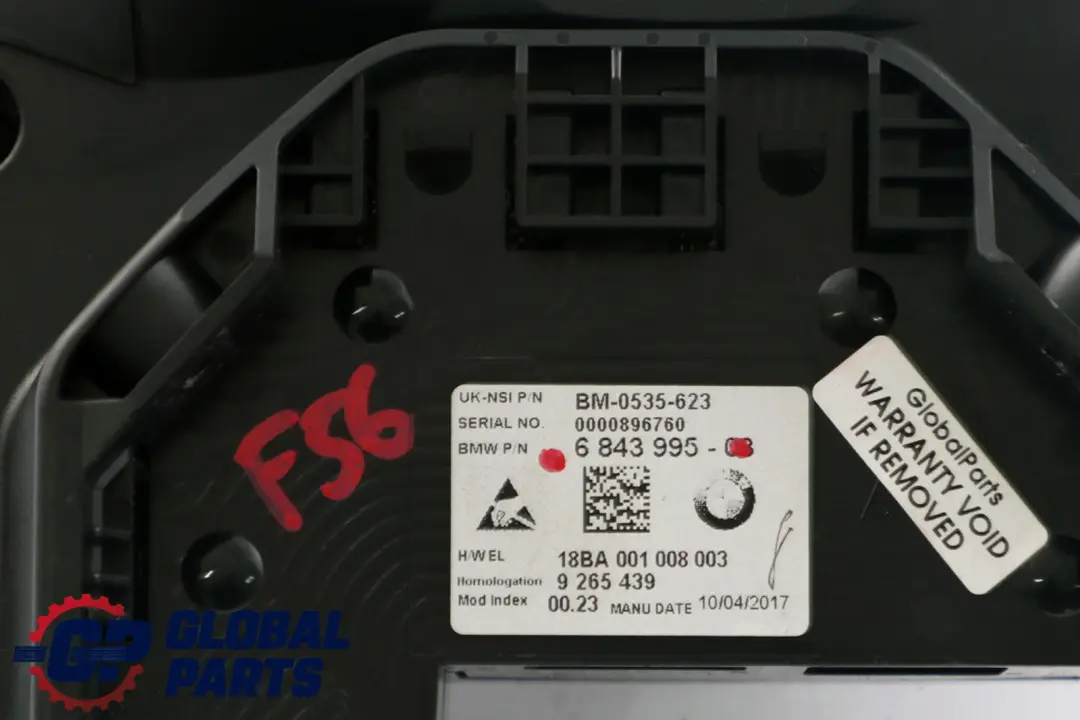 F56
UK-NSI P/N BM-0535-623
SERIAL NO. 0000896760
BMW P/N 6 843 995 -
H/W EL 18BA 001 008 003
Homologation 9 265 439
Mod Index 00.23 MANU DATE 10/04/2017
GlobalParts
WARRANTY VOID
IF REMOVED
GP GLOBAL
PARTS